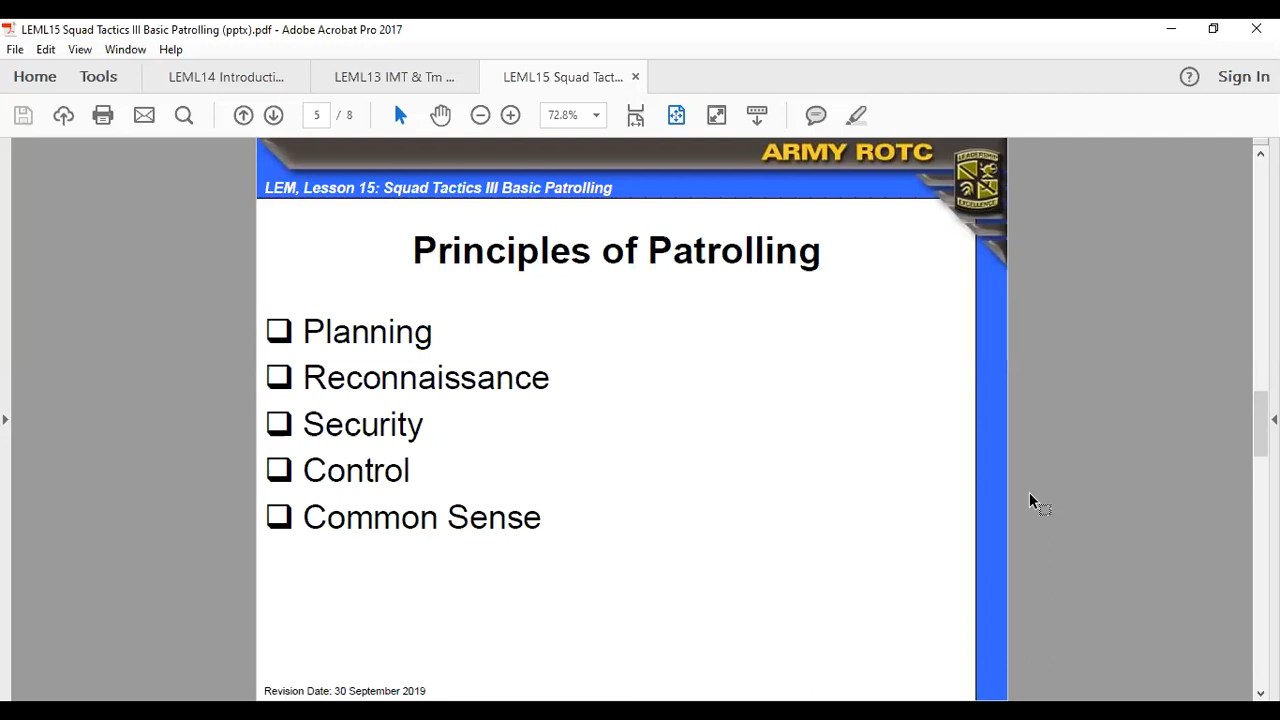 LEML15 Squad Tactics III Basic Patrolling (pptx).pdf - Adobe Acrobat Pro 2017
File Edit View Window Help
Home Tools LEML14 Introducti... LEML13 IMT & Tm ... LEML15 Squad Tact... × ? Sign In
5 / 8 72.8%
ARMY ROTC
LEADERSHIP
EXCELLENCE
LEM, Lesson 15: Squad Tactics III Basic Patrolling
Principles of Patrolling
❑ Planning
❑ Reconnaissance
❑ Security
❑ Control
❑ Common Sense
Revision Date: 30 September 2019